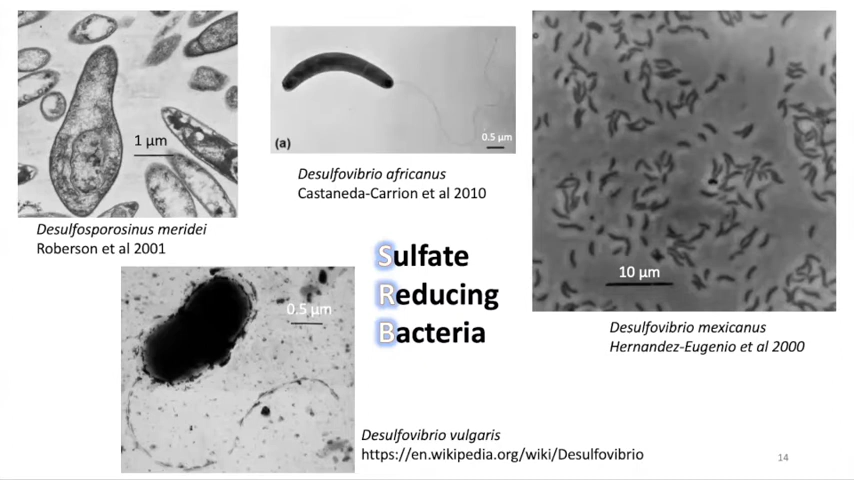 1 μm
Desulfosporosinus meridei
Roberson et al 2001
(a)
0.5 μm
Desulfovibrio africanus
Castaneda-Carrion et al 2010
10 μm
Desulfovibrio mexicanus
Hernandez-Eugenio et al 2000
Sulfate
Reducing
Bacteria
0.5 μm
Desulfovibrio vulgaris
https://en.wikipedia.org/wiki/Desulfovibrio
14